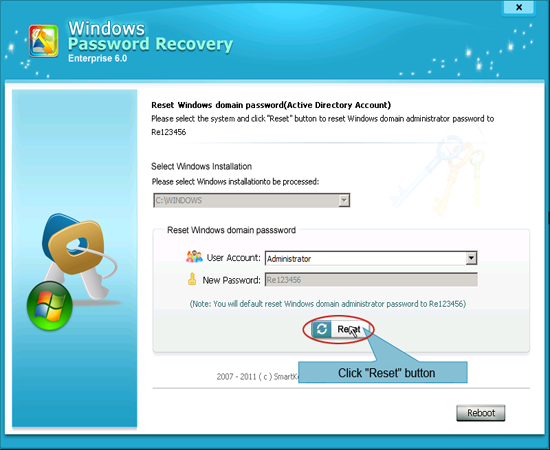 x
Windows
Password Recovery
Enterprise 6.0
Reset Windows domain password(Active Directory Account)
Please select the system and click "Reset" button to reset Windows domain administrator password to
Re123456
Select Windows Installation
Please select Windows installationto be processed:
C:\WINDOWS
Reset Windows domain passsword
User Account: Administrator
New Password: Re123456
(Note: You will default reset Windows domain administrator password to Re123456)
Reset
Click "Reset" button
2007 - 2011 ( c ) SmartKe
Reboot